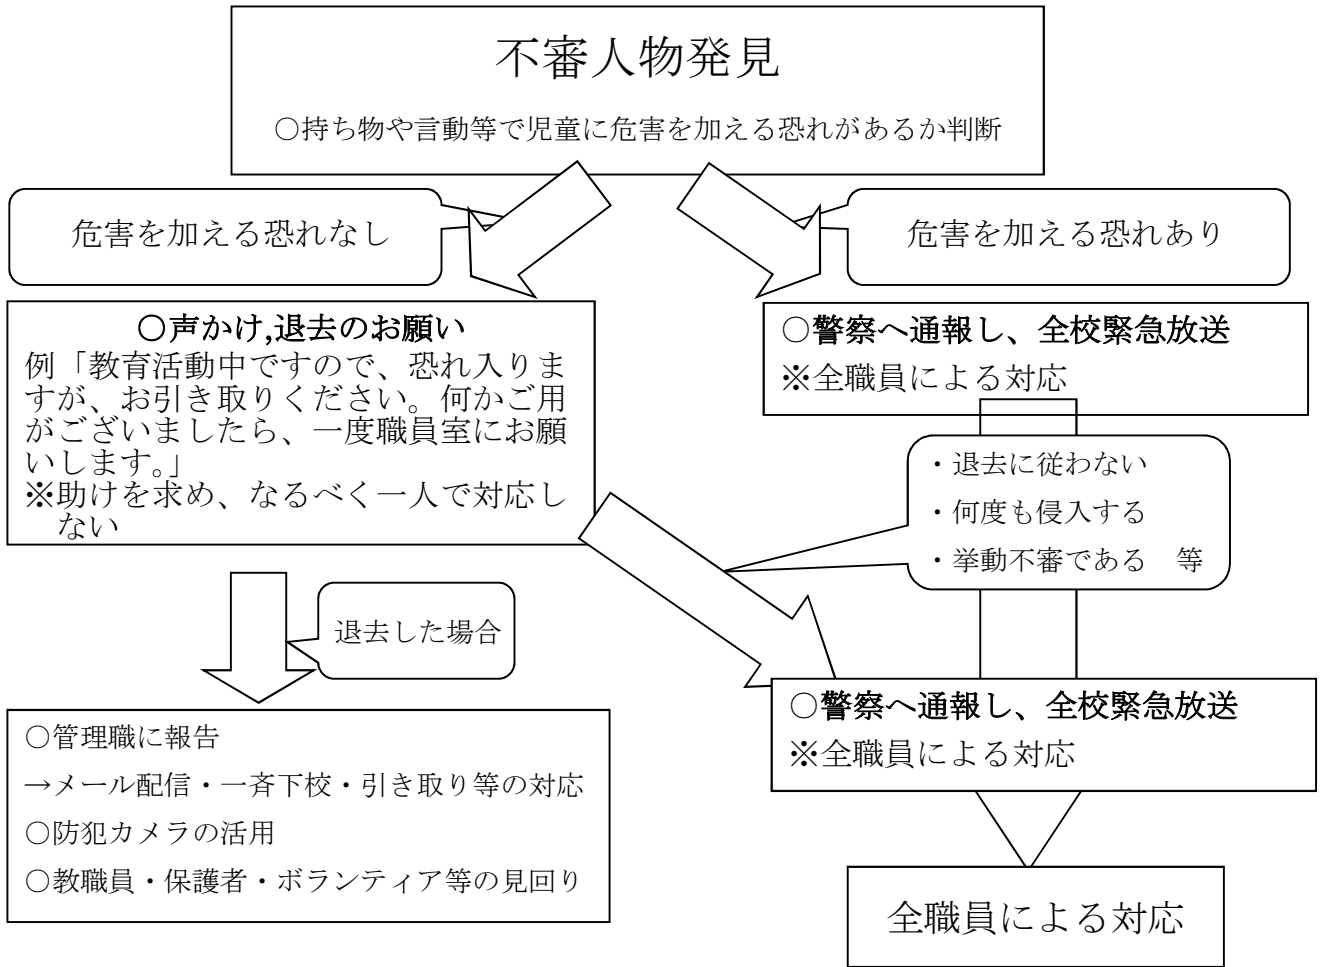 不審人物発見
○持ち物や言動等で児童に危害を加える恐れがあるか判断
危害を加える恐れなし
危害を加える恐れあり
○声かけ,退去のお願い
例「教育活動中ですので、恐れ入りま
すが、お引き取りください。何かご用
がございましたら、一度職員室にお願
いします。」
※助けを求め、なるべく一人で対応し
ない
○警察へ通報し、全校緊急放送
※全職員による対応
・退去に従わない
・何度も侵入する
・挙動不審である　等
退去した場合
○管理職に報告
→メール配信・一斉下校・引き取り等の対応
○防犯カメラの活用
○教職員・保護者・ボランティア等の見回り
○警察へ通報し、全校緊急放送
※全職員による対応
全職員による対応